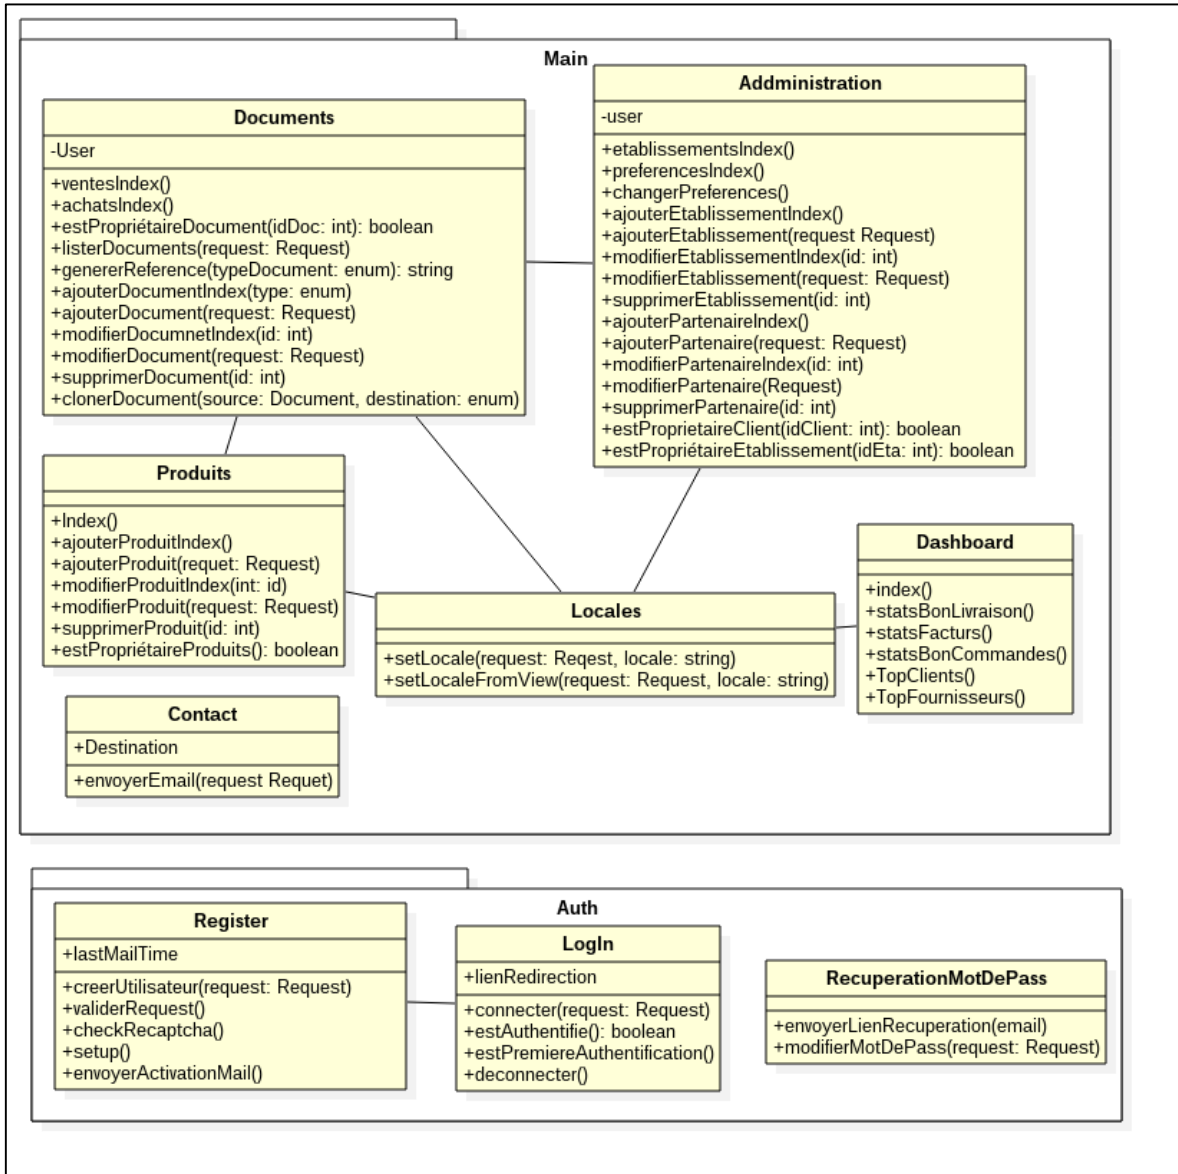 Main
Documents
-User
+ventesIndex()
+achatsIndex()
+estPropriétaireDocument(idDoc: int): boolean
+listerDocuments(request: Request)
+genererReference(typeDocument: enum): string
+ajouterDocumentIndex(type: enum)
+ajouterDocument(request: Request)
+modifierDocumnetIndex(id: int)
+modifierDocument(request: Request)
+supprimerDocument(id: int)
+clonerDocument(source: Document, destination: enum)
Addministration
-user
+etablissementsIndex()
+preferencesIndex()
+changerPreferences()
+ajouterEtablissementIndex()
+ajouterEtablissement(request Request)
+modifierEtablissementIndex(id: int)
+modifierEtablissement(request: Request)
+supprimerEtablissement(id: int)
+ajouterPartenaireIndex()
+ajouterPartenaire(request: Request)
+modifierPartenaireIndex(id: int)
+modifierPartenaire(Request)
+supprimerPartenaire(id: int)
+estProprietaireClient(idClient: int): boolean
+estPropriétaireEtablissement(idEta: int): boolean
Produits
+Index()
+ajouterProduitIndex()
+ajouterProduit(requet: Request)
+modifierProduitIndex(int: id)
+modifierProduit(request: Request)
+supprimerProduit(id: int)
+estPropriétaireProduits(): boolean
Locales
+setLocale(request: Reqest, locale: string)
+setLocaleFromView(request: Request, locale: string)
Dashboard
+index()
+statsBonLivraison()
+statsFacturs()
+statsBonCommandes()
+TopClients()
+TopFournisseurs()
Contact
+Destination
+envoyerEmail(request Requet)
Auth
Register
+lastMailTime
+creerUtilisateur(request: Request)
+validerRequest()
+checkRecaptcha()
+setup()
+envoyerActivationMail()
LogIn
+lienRedirection
+connecter(request: Request)
+estAuthentifie(): boolean
+estPremiereAuthentification()
+deconnecter()
RecuperationMotDePass
+envoyerLienRecuperation(email)
+modifierMotDePass(request: Request)